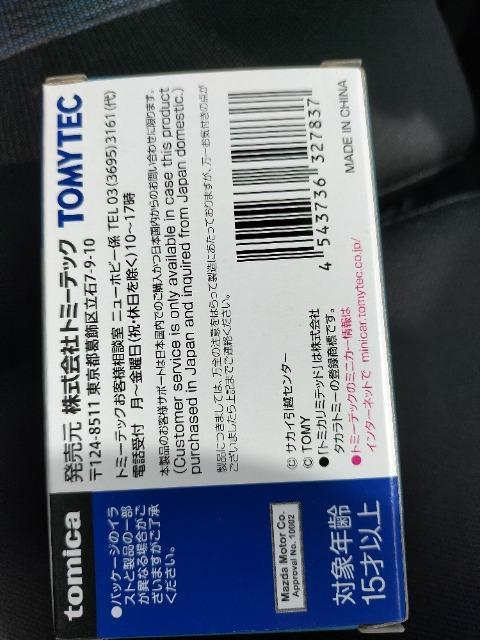 tomica
●パッケージのイラ
ストと製品の一部
が異なる場合がご
ざいますがご了承
ください。
Mazda Motor Co.
Approval No. 10002
対象年齢
15才以上
発売元 株式会社トミーテック TOMYTEC
〒124-8511 東京都葛飾区立石7-9-10
トミーテックお客様相談室 ニューホビー係 TEL 03(3695)3161(代)
電話受付 月～金曜日(祝・休日を除く)10～17時
本製品のお客様サポートは日本国内でのご購入かつ日本国内からのお問い合わせに限ります。
(Customer service is only available in case this product
purchased in Japan and inquired from Japan domestic.)
製品につきましては、万全の注意をはらって製造にあたっておりますが、万一お気付きの点が
ございましたら上記までご連絡ください。
Ⓒ サカイ引越センター
Ⓒ TOMY
●「トミカリミテッド」は株式会社
タカラトミーの登録商標です。
●トミーテックのミニカー情報は
インターネットで minicar.tomytec.co.jp/
4 543736 327837
MADE IN CHINA